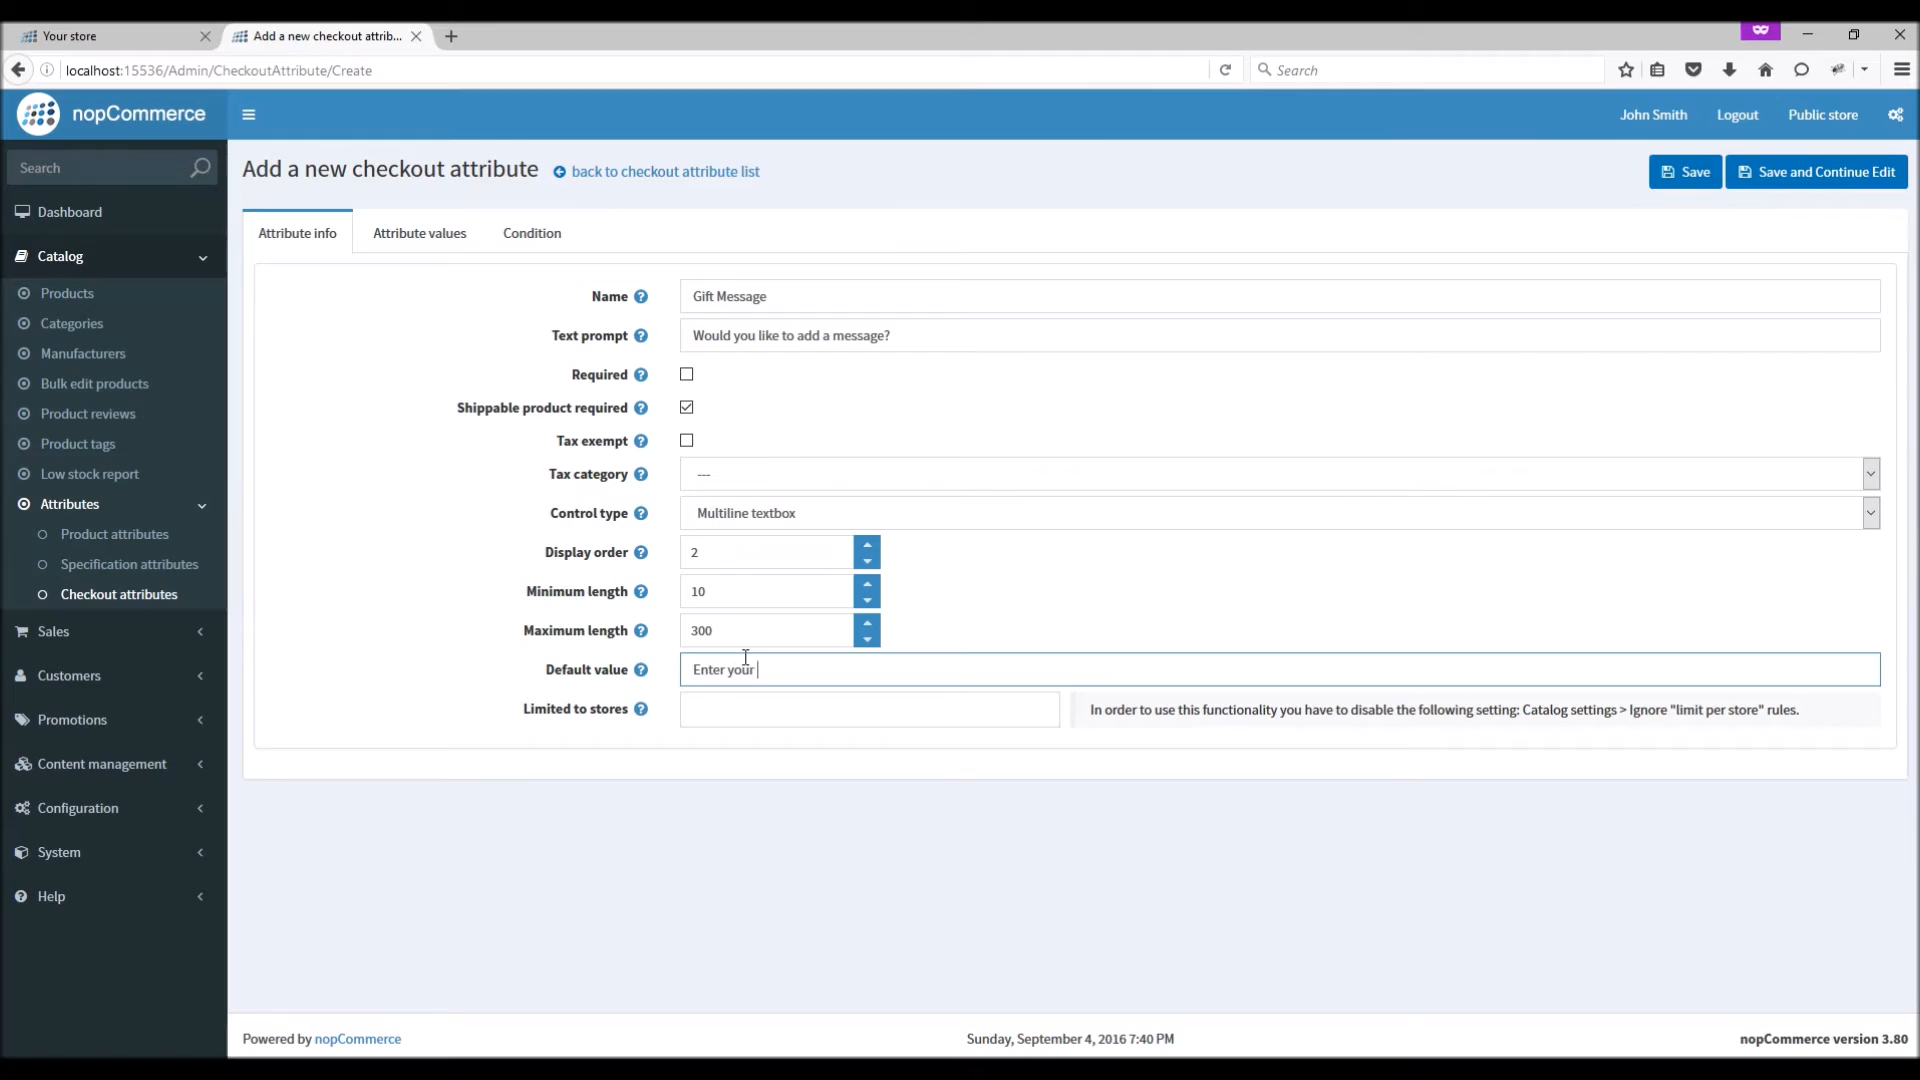 Your store
Add a new checkout attrib...
localhost:15536/Admin/CheckoutAttribute/Create
Search
nopCommerce
John Smith
Logout
Public store
Search
Add a new checkout attribute
back to checkout attribute list
Save
Save and Continue Edit
Dashboard
Catalog
Products
Categories
Manufacturers
Bulk edit products
Product reviews
Product tags
Low stock report
Attributes
Product attributes
Specification attributes
Checkout attributes
Sales
Customers
Promotions
Content management
Configuration
System
Help
Attribute info
Attribute values
Condition
Name
Gift Message
Text prompt
Would you like to add a message?
Required
Shippable product required
Tax exempt
Tax category
---
Control type
Multiline textbox
Display order
2
Minimum length
10
Maximum length
300
Default value
Enter your
Limited to stores
In order to use this functionality you have to disable the following setting: Catalog settings > Ignore "limit per store" rules.
Powered by nopCommerce
Sunday, September 4, 2016 7:40 PM
nopCommerce version 3.80